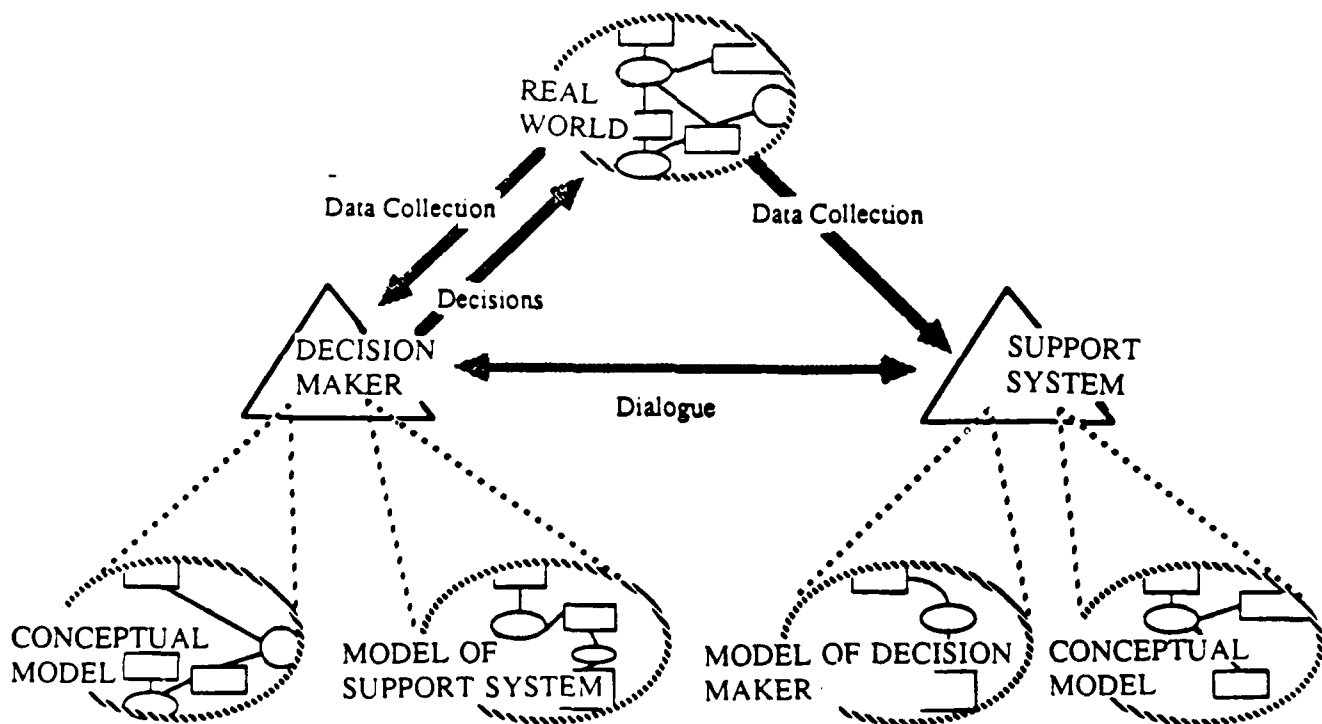 REAL
WORLD
Data Collection
Data Collection
Decisions
DECISION
MAKER
SUPPORT
SYSTEM
Dialogue
CONCEPTUAL
MODEL
MODEL OF
SUPPORT SYSTEM
MODEL OF DECISION
MAKER
CONCEPTUAL
MODEL